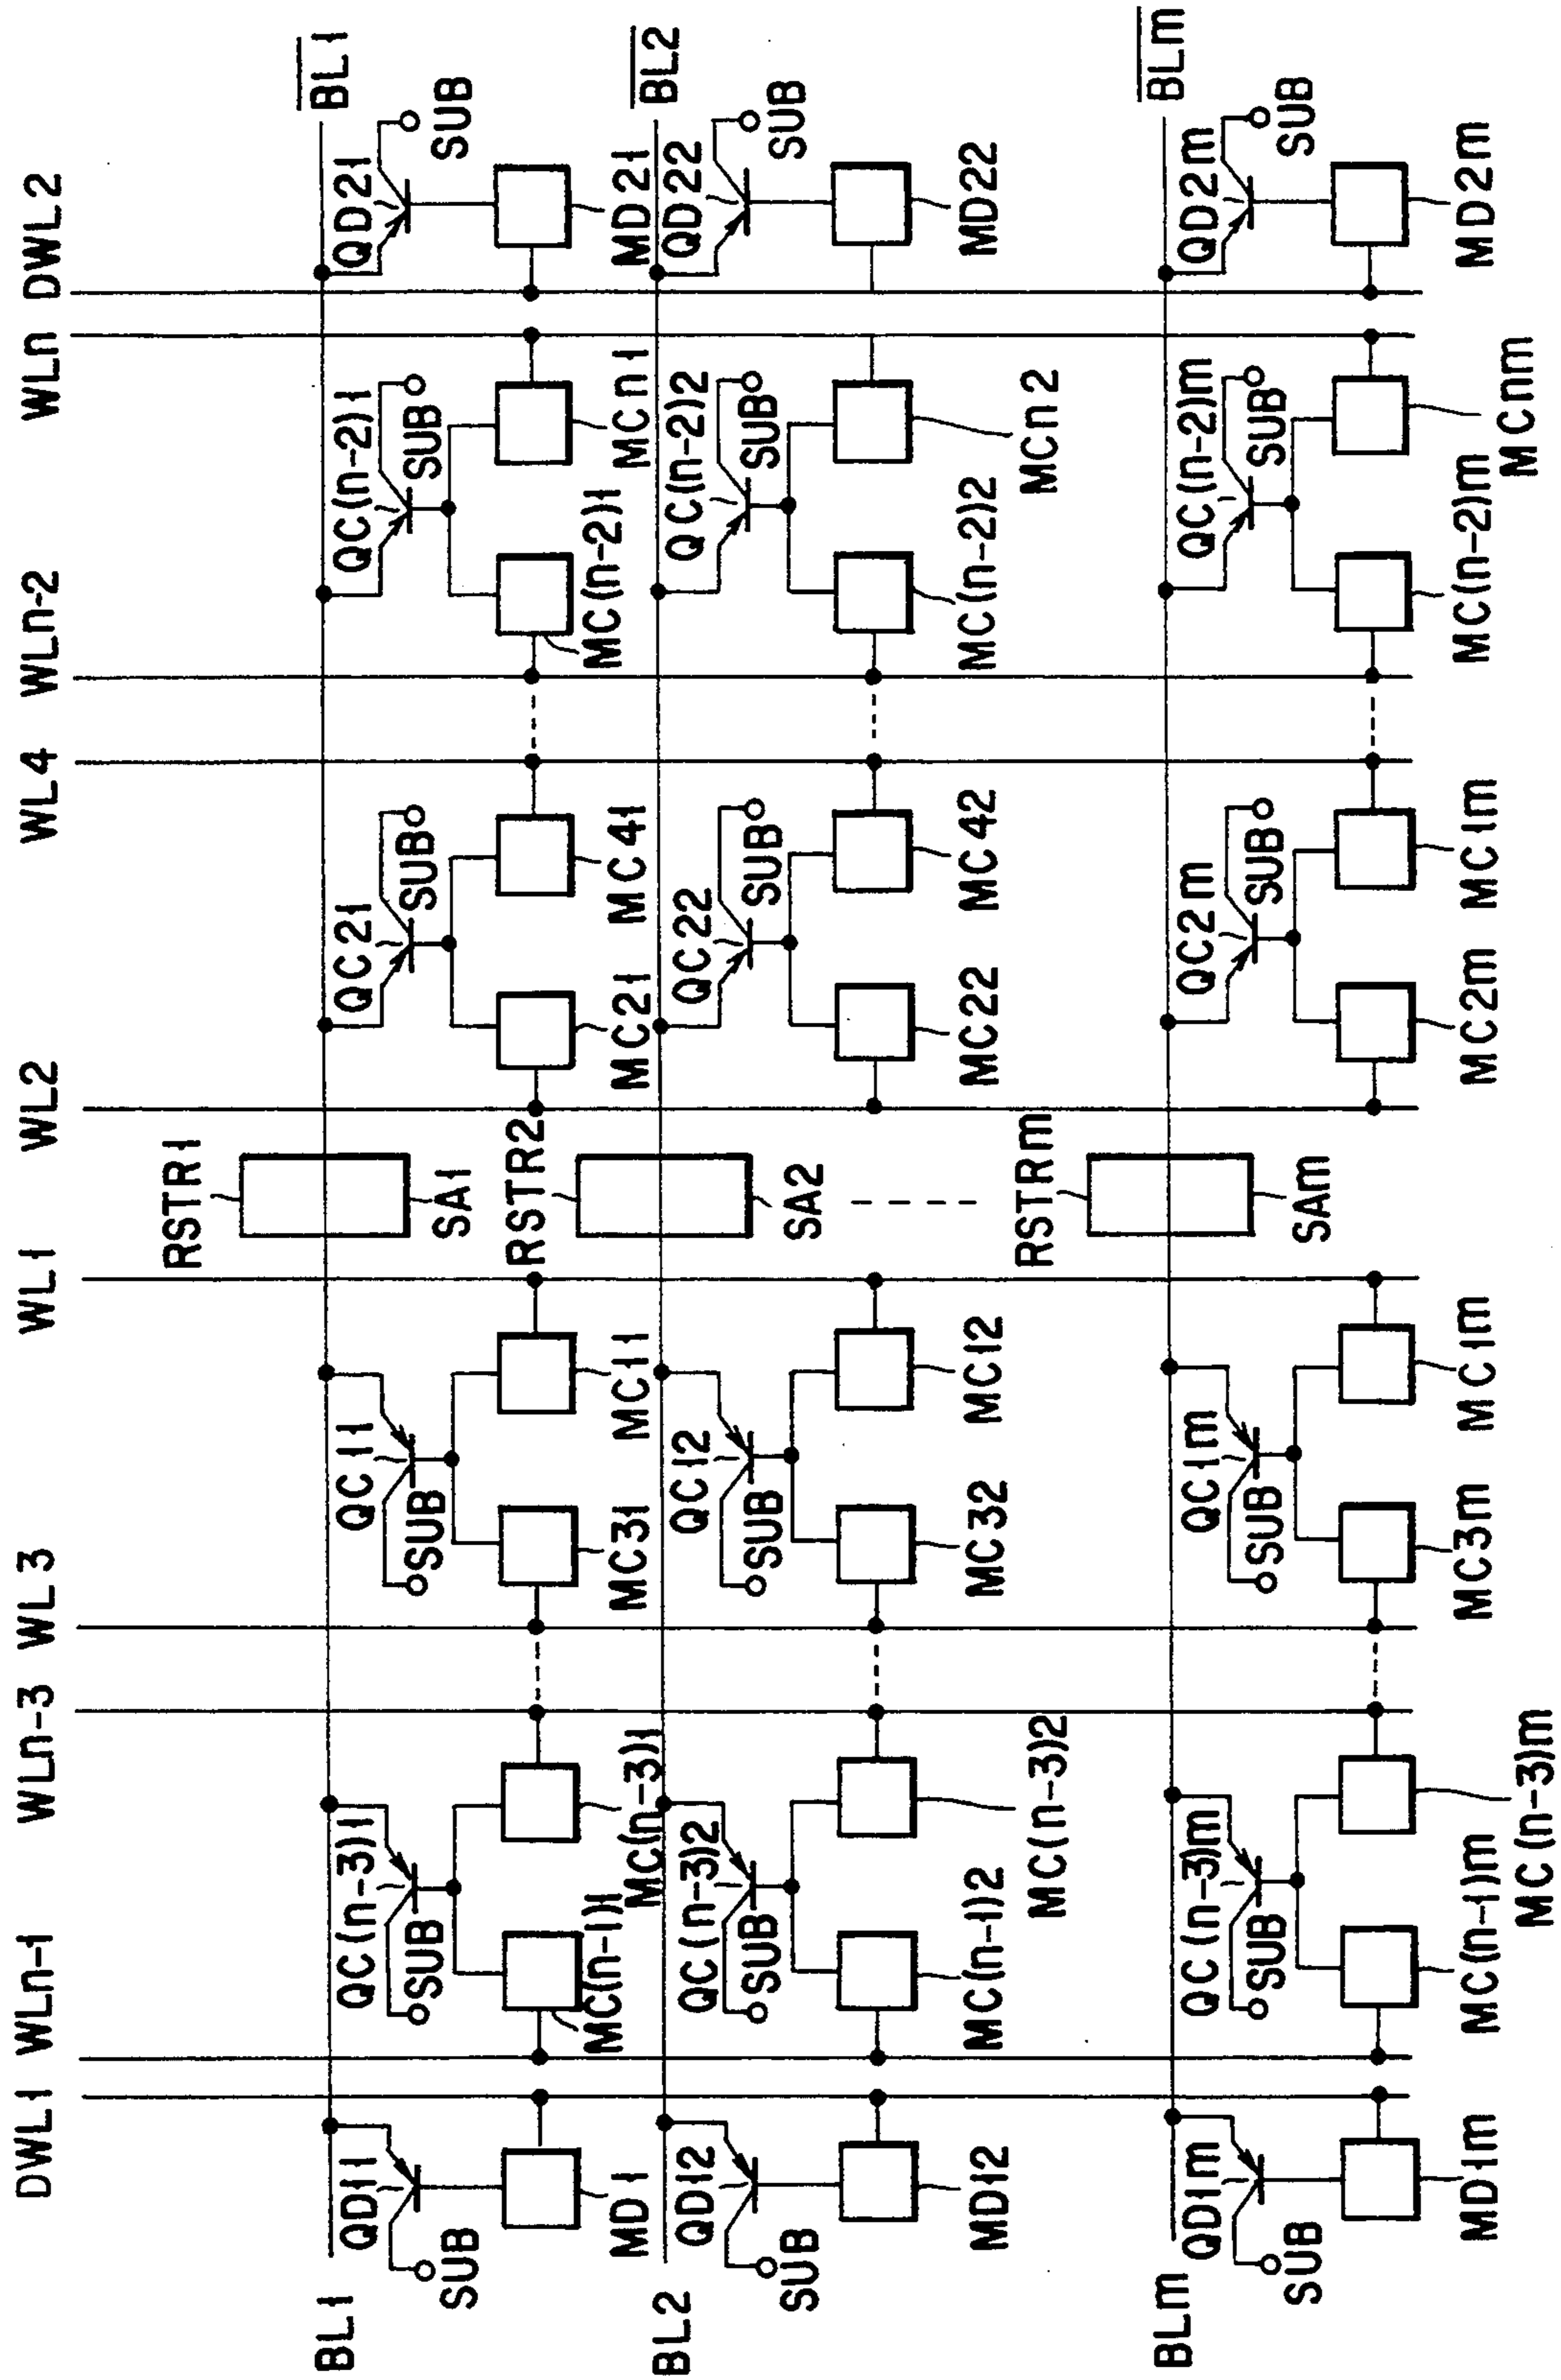 DWL1 WLn-1 WLn-3 WL3 WL1 WL2 WL4 WLn-2 WLn DWL2
RSTR1
BL1 QD11 QC(n-3)1 QC11 QC21 QC(n-2)1 QD21 BL1
SUB SUB SUB SA1 SUB SUB SUB
MD1 MC(n-1)1 MC(n-3)1 MC31 MC11 RSTR2 MC21 MC41 MC(n-2)1 MCn1 MD21
BL2 QD12 QC(n-3)2 QC12 QC22 QC(n-2)2 QD22 BL2
SUB SUB SUB SA2 SUB SUB SUB
MD12 MC(n-1)2 MC(n-3)2 MC32 MC12 MC22 MC42 MC(n-2)2 MCn2 MD22
RSTRm
BLm QD1m QC(n-3)m QC1m QC2m QC(n-2)m QD2m BLm
SUB SUB SUB SAm SUB SUB SUB
MD1m MC(n-1)m MC(n-3)m MC3m MC1m MC2m MC1m MC(n-2)m MCnm MD2m